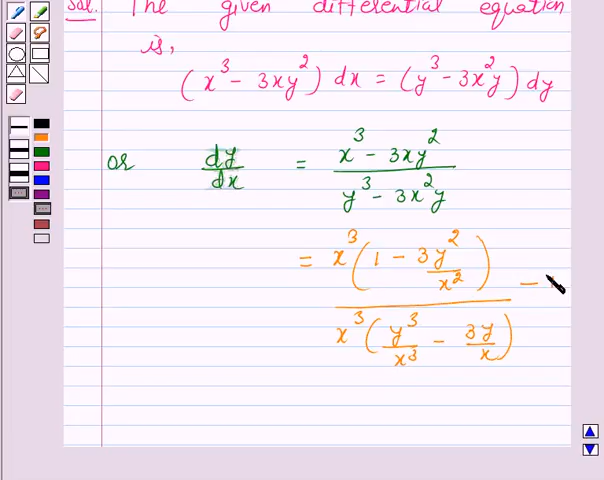 Sol. The given differential equation
is,
(x³ - 3xy²) dx = (y³ - 3x²y) dy
or dy/dx = (x³ - 3xy²)/(y³ - 3x²y)
= x³(1 - 3y²/x²)/x³(y³/x³ - 3y/x) -